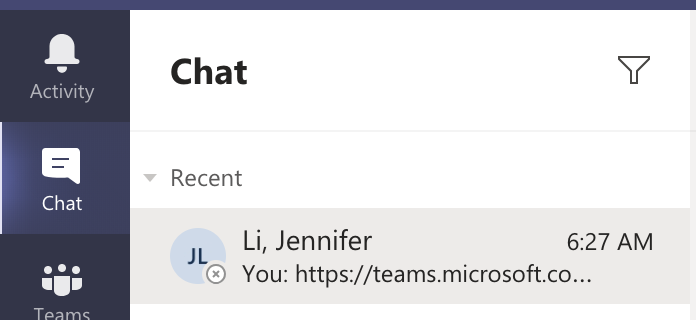 Activity
Chat
Teams
Chat
Recent
JL
Li, Jennifer
6:27 AM
You: https://teams.microsoft.co...